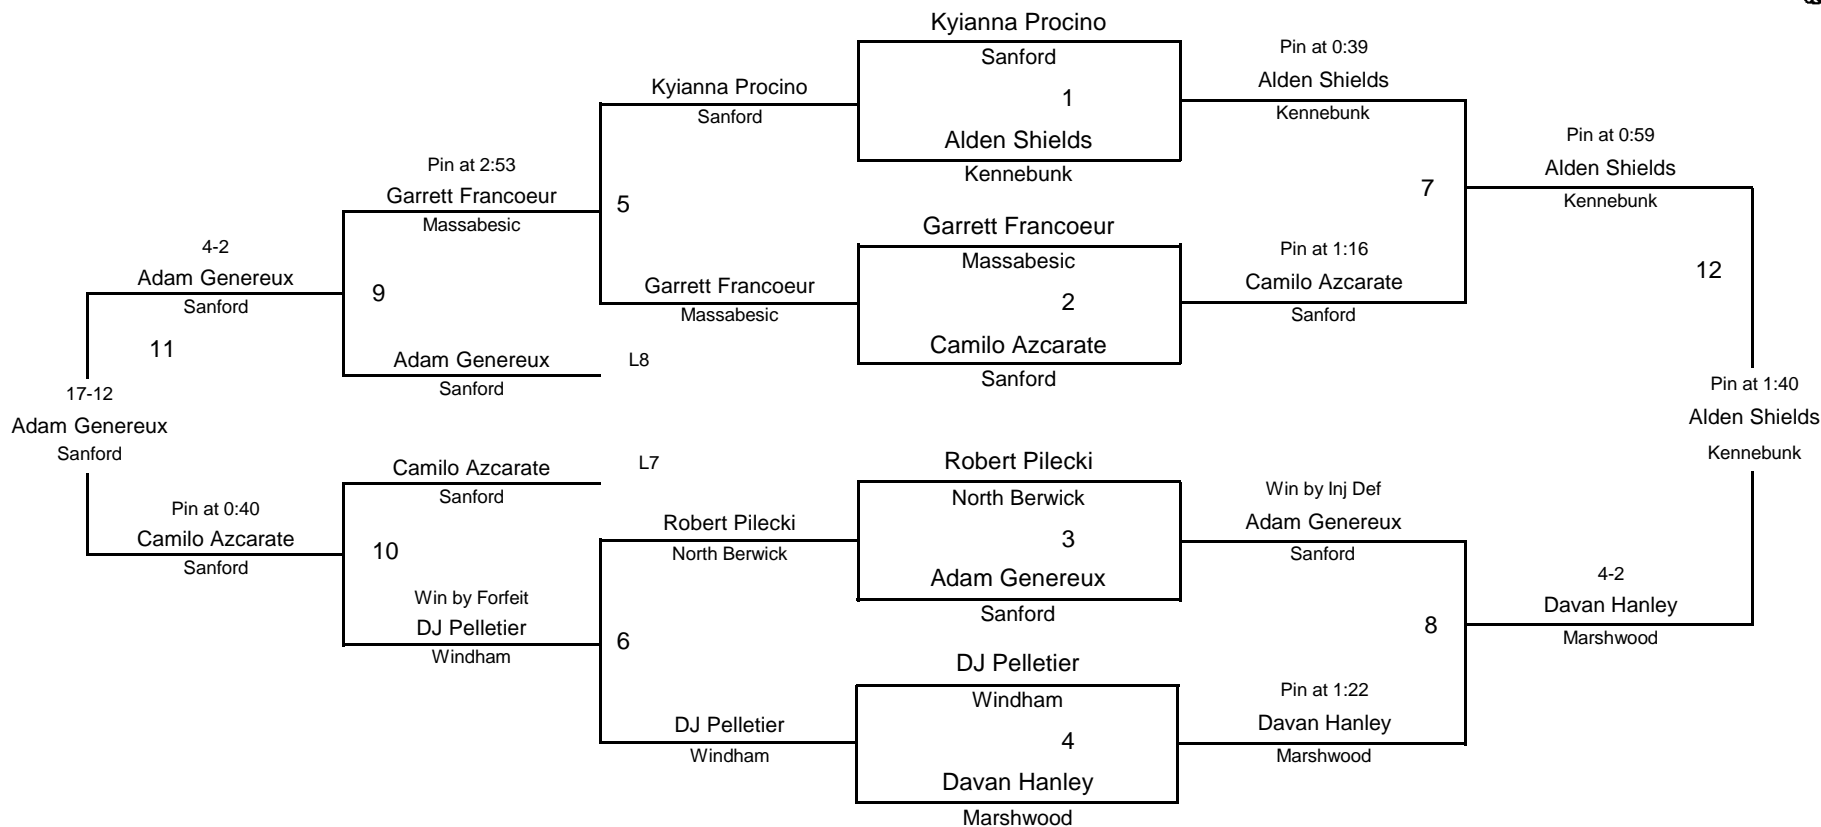 Kyianna Procino
Sanford
1
Alden Shields
Kennebunk
Pin at 0:39
Alden Shields
Kennebunk
Kyianna Procino
Sanford
Pin at 0:59
Alden Shields
Kennebunk
Pin at 2:53
Garrett Francoeur
Massabesic
5
7
Garrett Francoeur
Massabesic
2
Camilo Azcarate
Sanford
Pin at 1:16
Camilo Azcarate
Sanford
4-2
Adam Genereux
Sanford
9
Garrett Francoeur
Massabesic
12
11
Adam Genereux
Sanford
L8
17-12
Adam Genereux
Sanford
Pin at 1:40
Alden Shields
Kennebunk
Camilo Azcarate
Sanford
L7
Robert Pilecki
North Berwick
3
Adam Genereux
Sanford
Win by Inj Def
Adam Genereux
Sanford
Pin at 0:40
Camilo Azcarate
Sanford
10
Robert Pilecki
North Berwick
4-2
Davan Hanley
Marshwood
Win by Forfeit
DJ Pelletier
Windham
6
8
DJ Pelletier
Windham
4
Davan Hanley
Marshwood
Pin at 1:22
Davan Hanley
Marshwood
DJ Pelletier
Windham